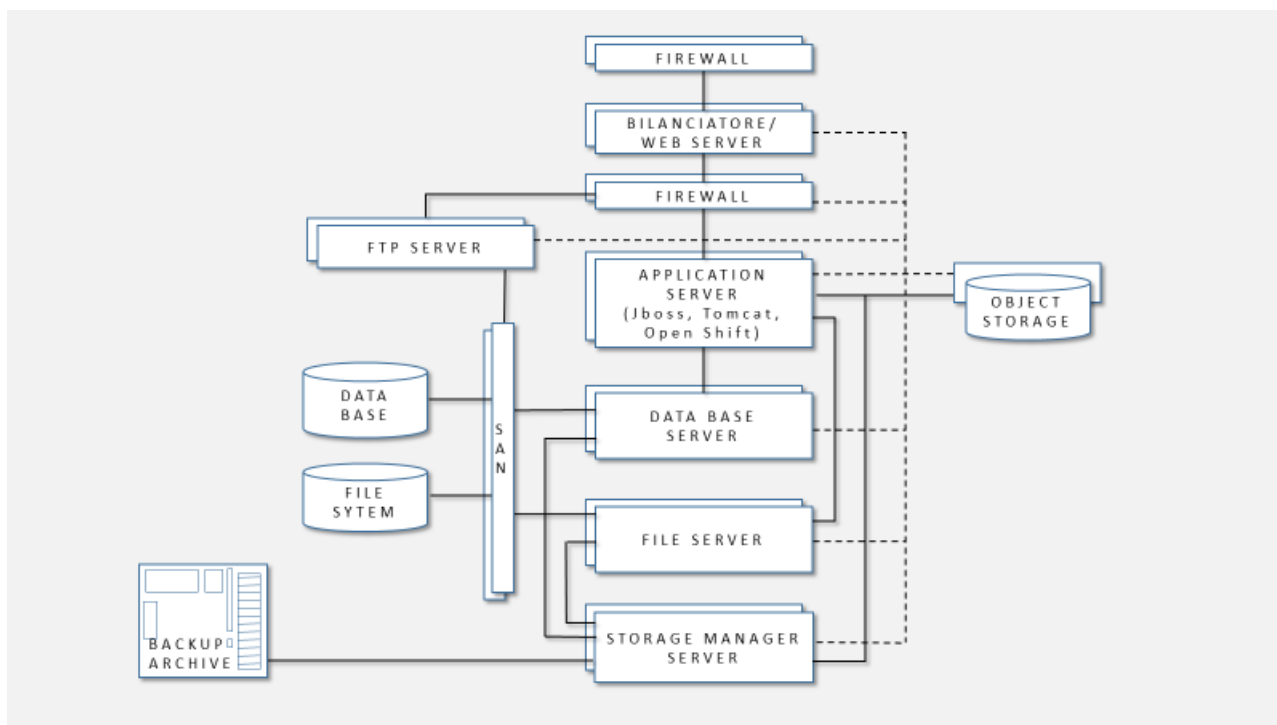 FIREWALL
BILANCIATORE/
WEB SERVER
FIREWALL
FTP SERVER
APPLICATION
SERVER
(Jboss, Tomcat,
Open Shift)
OBJECT
STORAGE
DATA
BASE
SAN
DATA BASE
SERVER
FILE
SYTEM
FILE SERVER
BACKUP
ARCHIVE
STORAGE MANAGER
SERVER